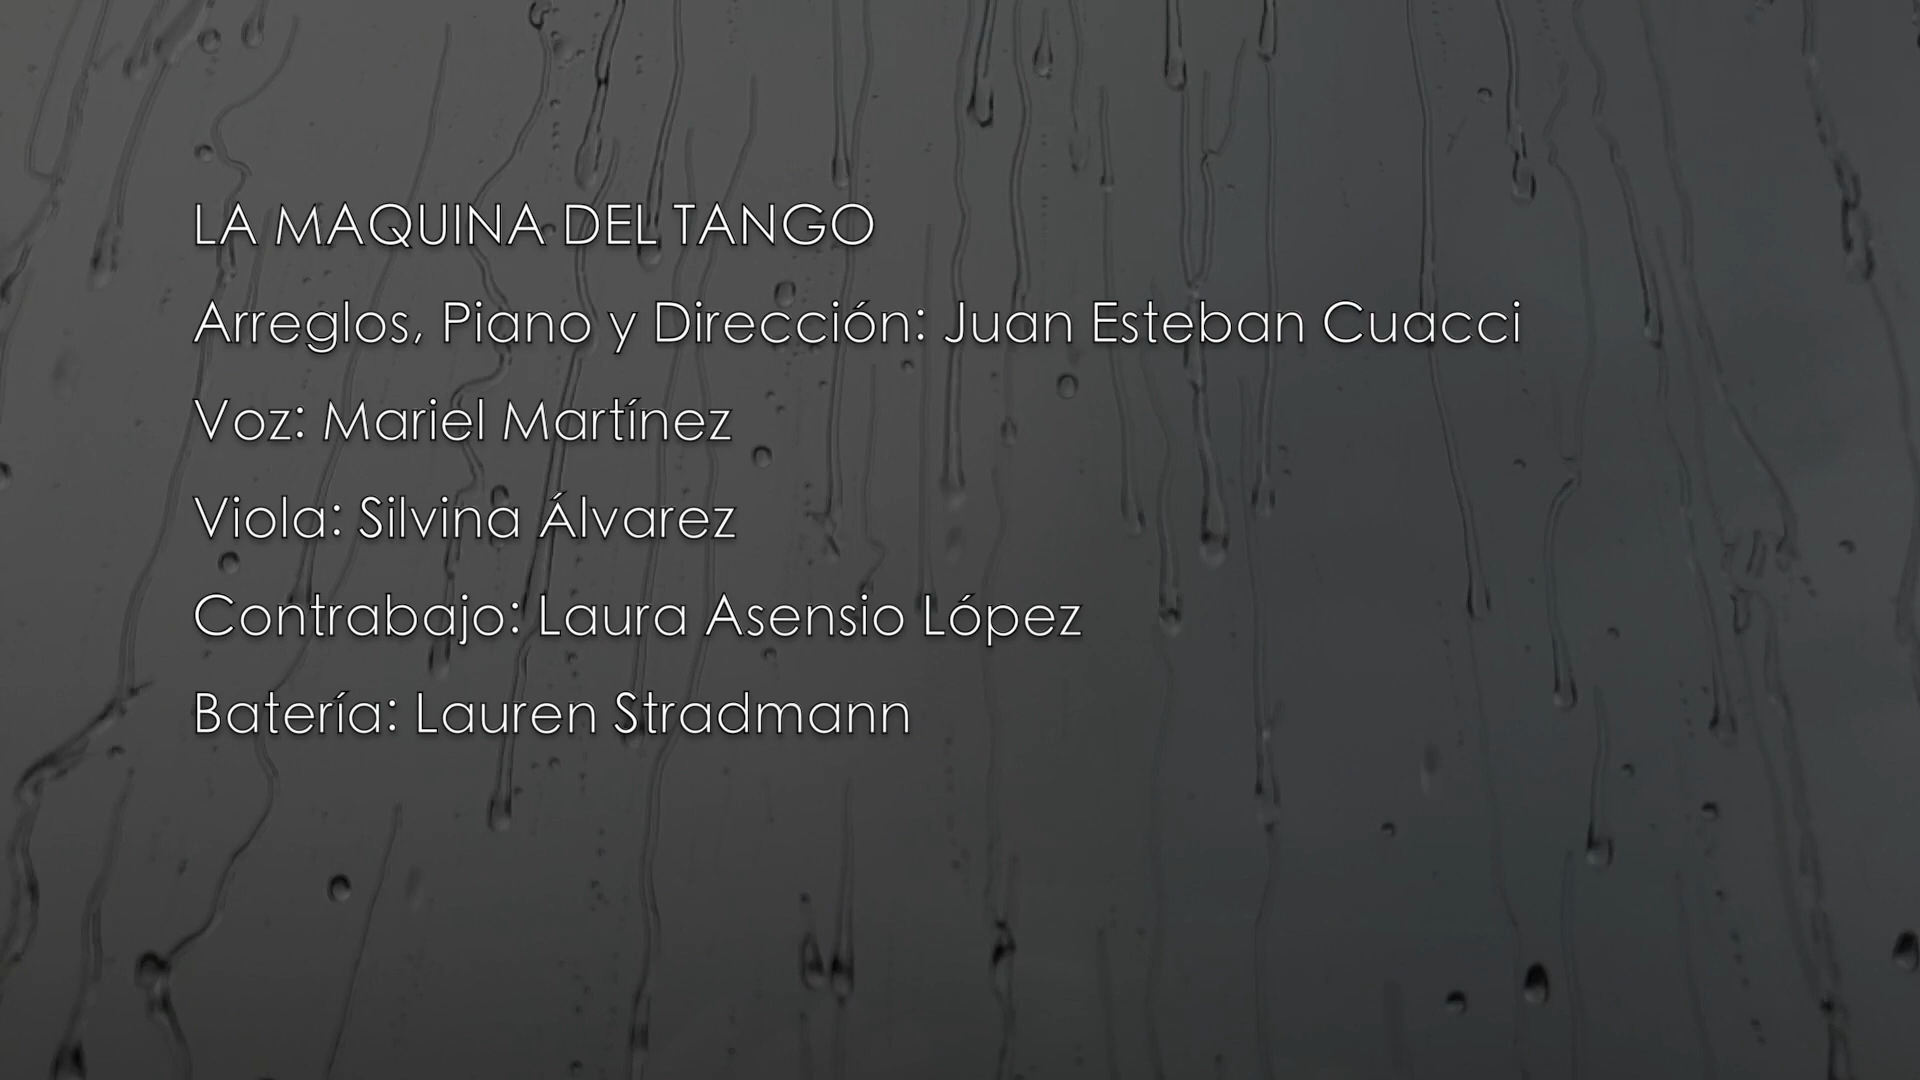 LA MAQUINA DEL TANGO
Arreglos, Piano y Dirección: Juan Esteban Cuacci
Voz: Mariel Martínez
Viola: Silvina Álvarez
Contrabajo: Laura Asensio López
Batería: Lauren Stradmann